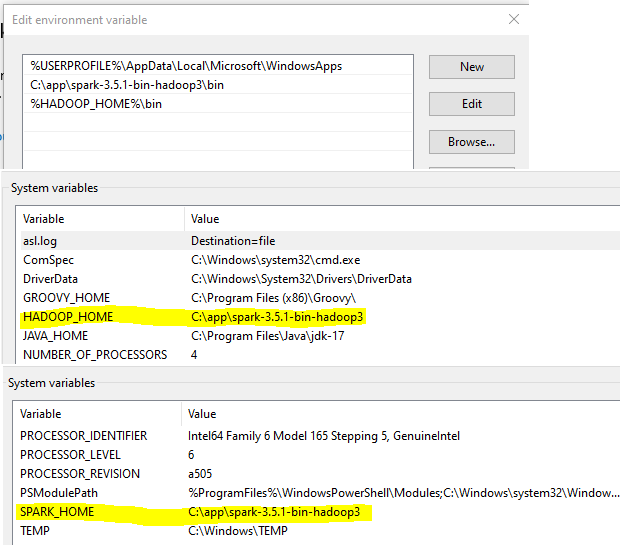 Edit environment variable
%USERPROFILE%\AppData\Local\Microsoft\WindowsApps
New
C:\app\spark-3.5.1-bin-hadoop3\bin
%HADOOP_HOME%\bin
Edit
Browse...
System variables
Variable Value
asl.log Destination=file
ComSpec C:\Windows\system32\cmd.exe
DriverData C:\Windows\System32\Drivers\DriverData
GROOVY_HOME C:\Program Files (x86)\Groovy\
HADOOP_HOME C:\app\spark-3.5.1-bin-hadoop3
JAVA_HOME C:\Program Files\Java\jdk-17
NUMBER_OF_PROCESSORS 4
System variables
Variable Value
PROCESSOR_IDENTIFIER Intel64 Family 6 Model 165 Stepping 5, GenuineIntel
PROCESSOR_LEVEL 6
PROCESSOR_REVISION a505
PSModulePath %ProgramFiles%\WindowsPowerShell\Modules;C:\Windows\system32\Window...
SPARK_HOME C:\app\spark-3.5.1-bin-hadoop3
TEMP C:\Windows\TEMP